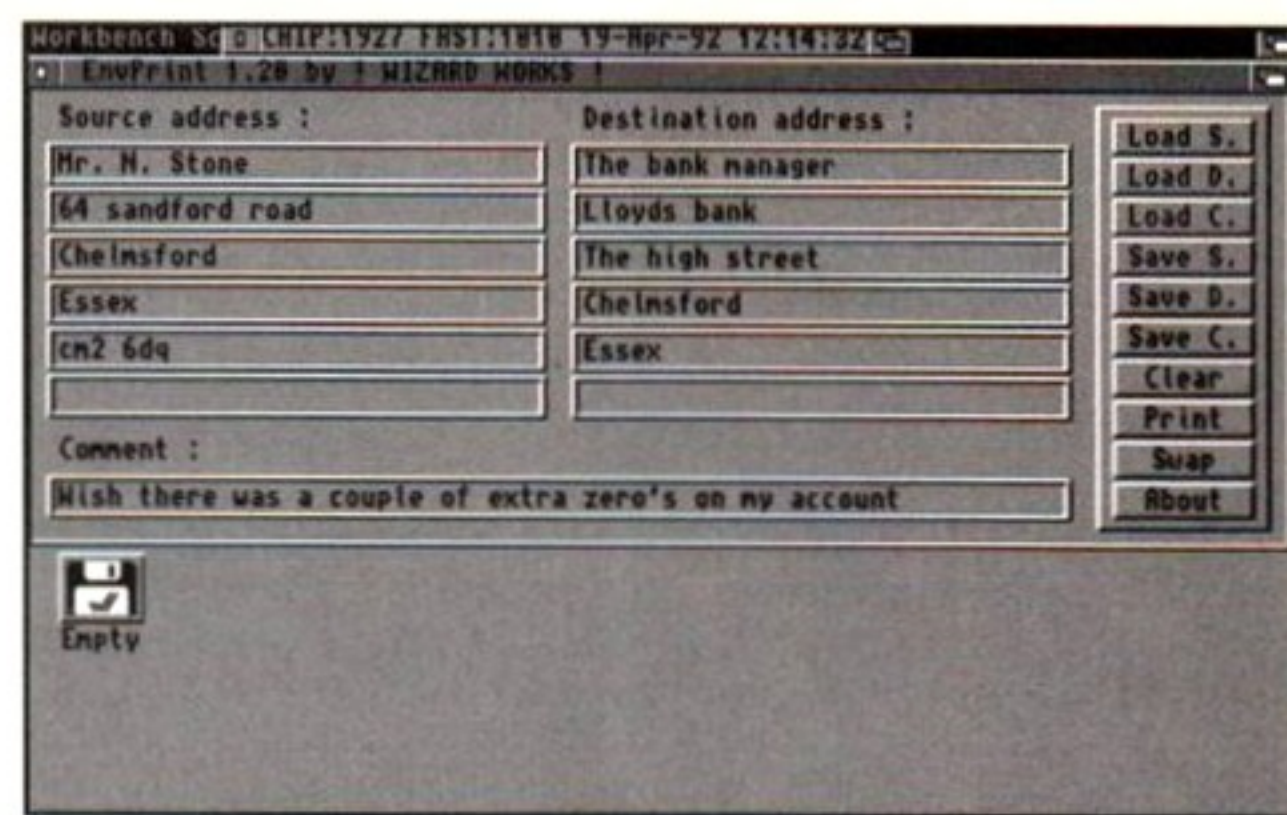 Workbench Sc CHIP:1927 FAST:1818 19-Apr-92 12:14:32
EnvPrint 1.20 by ! WIZARD WORKS !
Source address :
Mr. N. Stone
64 sandford road
Chelmsford
Essex
cm2 6dq
Destination address :
The bank manager
Lloyds bank
The high street
Chelmsford
Essex
Comment :
Wish there was a couple of extra zero's on my account
Load S.
Load D.
Load C.
Save S.
Save D.
Save C.
Clear
Print
Swap
About
Empty